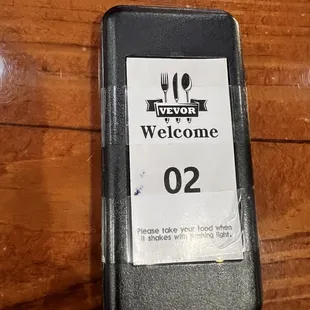 VEVOR
Welcome
02
Please take your food when
it shakes with flashing light.